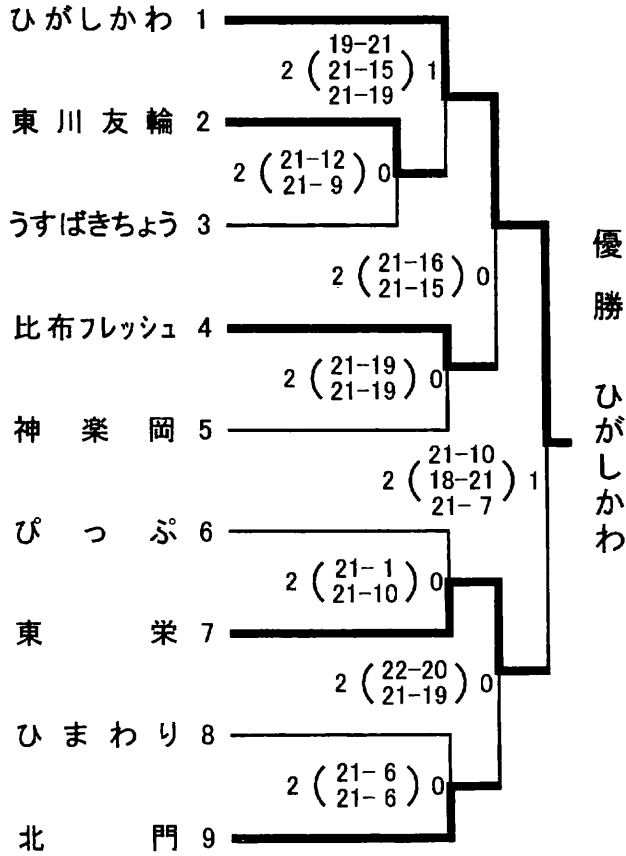 ひがしかわ 1
19-21
2 ( 21-15 ) 1
21-19
東川友輪 2
2 ( 21-12 ) 0
21- 9
うすばきちょう 3
2 ( 21-16 ) 0
21-15
比布フレッシュ 4
2 ( 21-19 ) 0
21-19
神楽岡 5
21-10
2 ( 18-21 ) 1
21- 7
ぴっぷ 6
2 ( 21- 1 ) 0
21-10
東栄 7
2 ( 22-20 ) 0
21-19
ひまわり 8
2 ( 21- 6 ) 0
21- 6
北門 9
優勝 ひがしかわ